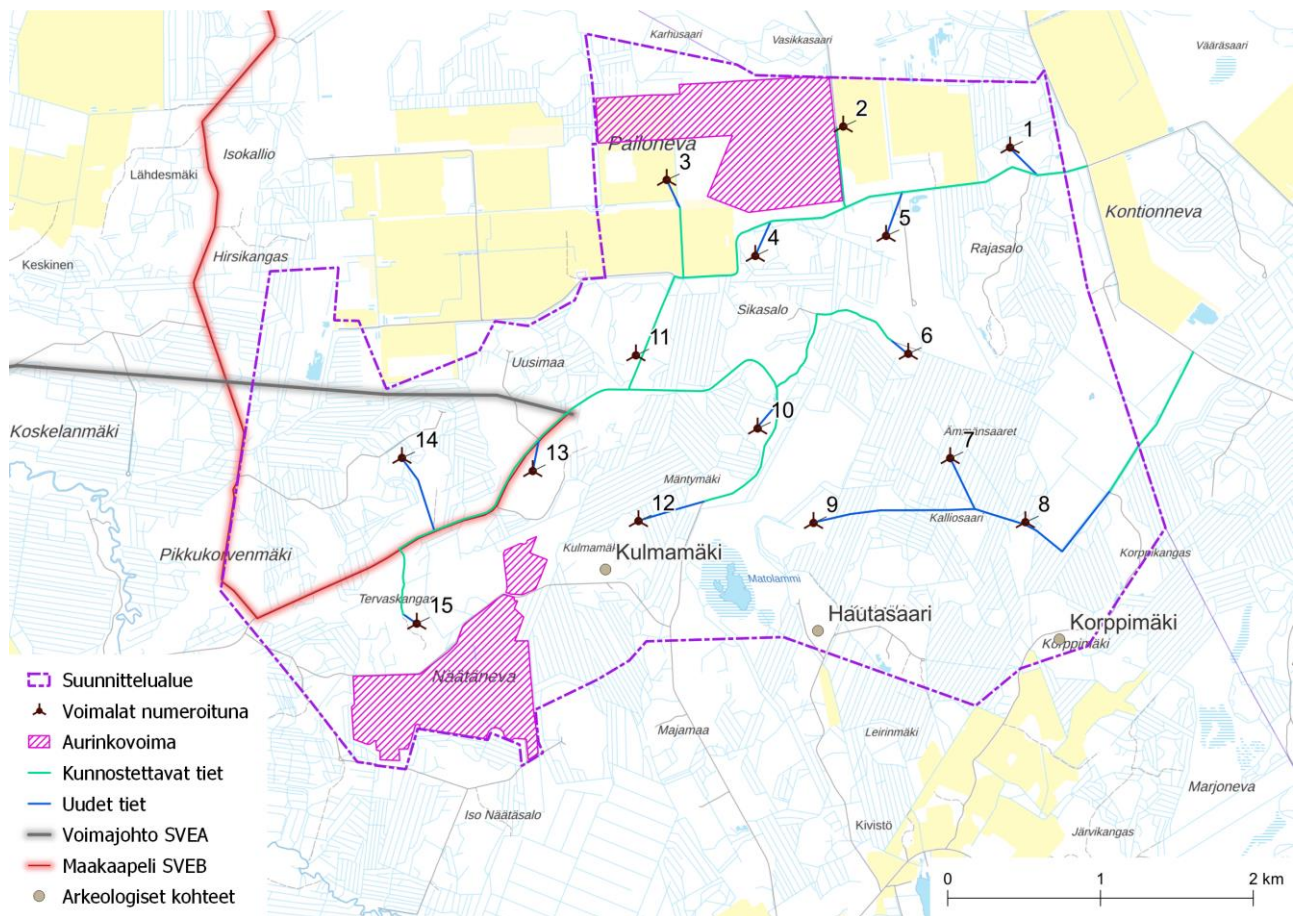 Karhusaari
Vasikkasaari
Vääräsaari
2
1
Isokallio
Pailoneva
Lähdesmäki
3
Kontionneva
5
4
Rajasalo
Hirsikangas
Keskinen
Sikasalo
11
6
Uusimaa
10
Koskelanmäki
14
13
Ämmänsaaret
7
Mäntymäki
12
9
Kalliosaari
8
Pikkukorvenmäki
Kulmamäki
Kulmamäki
Korppikangas
Matolammi
Tervaskangas
15
Hautasaari
Korppimäki
Korppimäki
Näätäneva
Majamaa
Leirinmäki
Marjoneva
Iso Näätäsalo
Kivistö
Järvikangas
Suunnittelualue
Voimalat numeroituna
Aurinkovoima
Kunnostettavat tiet
Uudet tiet
Voimajohto SVEA
Maakaapeli SVEB
Arkeologiset kohteet
0 1 2 km